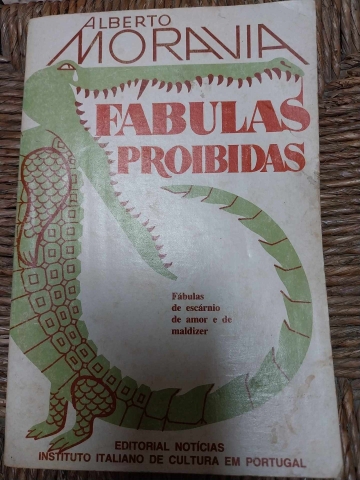 ALBERTO
MORAVIA
FABULAS
PROIBIDAS
Fábulas
de escárnio
de amor e de
maldizer
EDITORIAL NOTÍCIAS
INSTITUTO ITALIANO DE CULTURA EM PORTUGAL